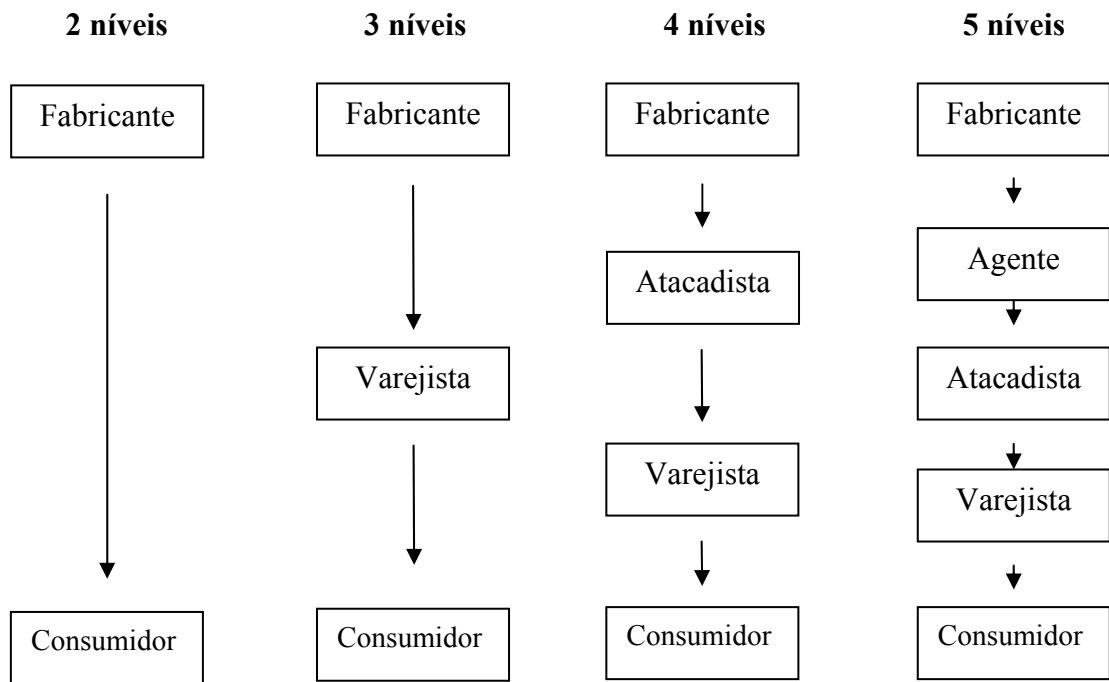 2 níveis
3 níveis
4 níveis
5 níveis
Fabricante
Fabricante
Fabricante
Fabricante
Agente
Atacadista
Varejista
Atacadista
Varejista
Varejista
Consumidor
Consumidor
Consumidor
Consumidor